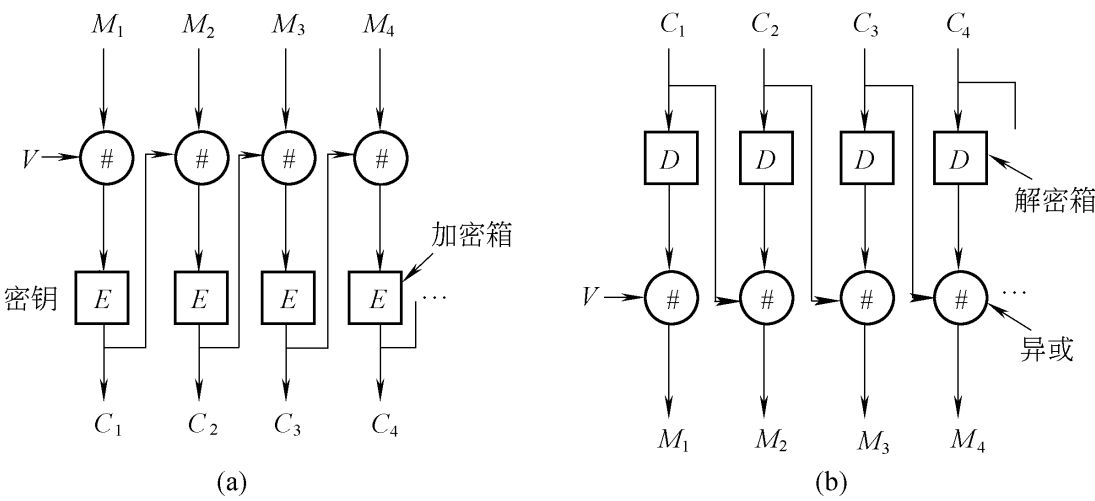 M1 M2 M3 M4
V # # # #
加密箱
密钥 E E E E ...
C1 C2 C3 C4
(a)
C1 C2 C3 C4
D D D D
解密箱
V # # # # ...
异或
M1 M2 M3 M4
(b)